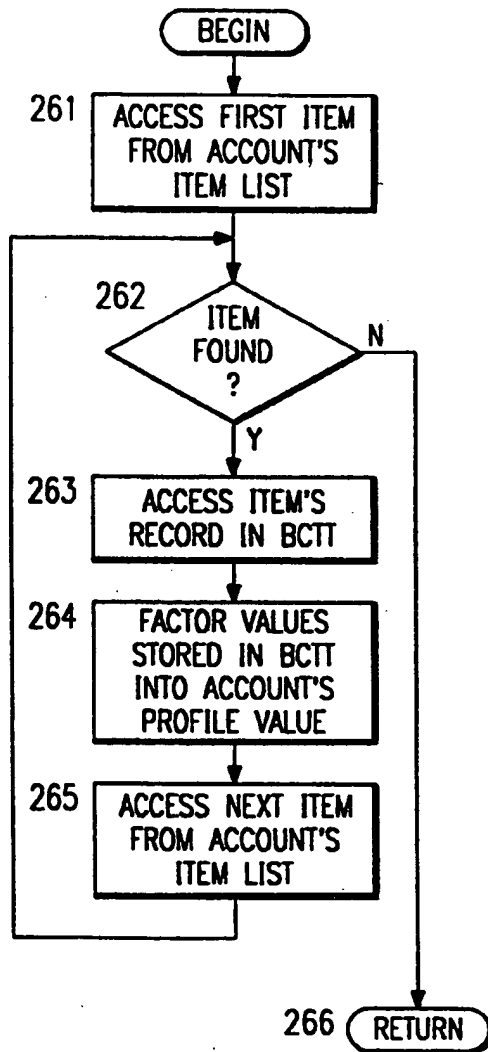 BEGIN
261
ACCESS FIRST ITEM
FROM ACCOUNT'S
ITEM LIST
262
ITEM
FOUND
?
N
Y
263
ACCESS ITEM'S
RECORD IN BCTT
264
FACTOR VALUES
STORED IN BCTT
INTO ACCOUNT'S
PROFILE VALUE
265
ACCESS NEXT ITEM
FROM ACCOUNT'S
ITEM LIST
266
RETURN